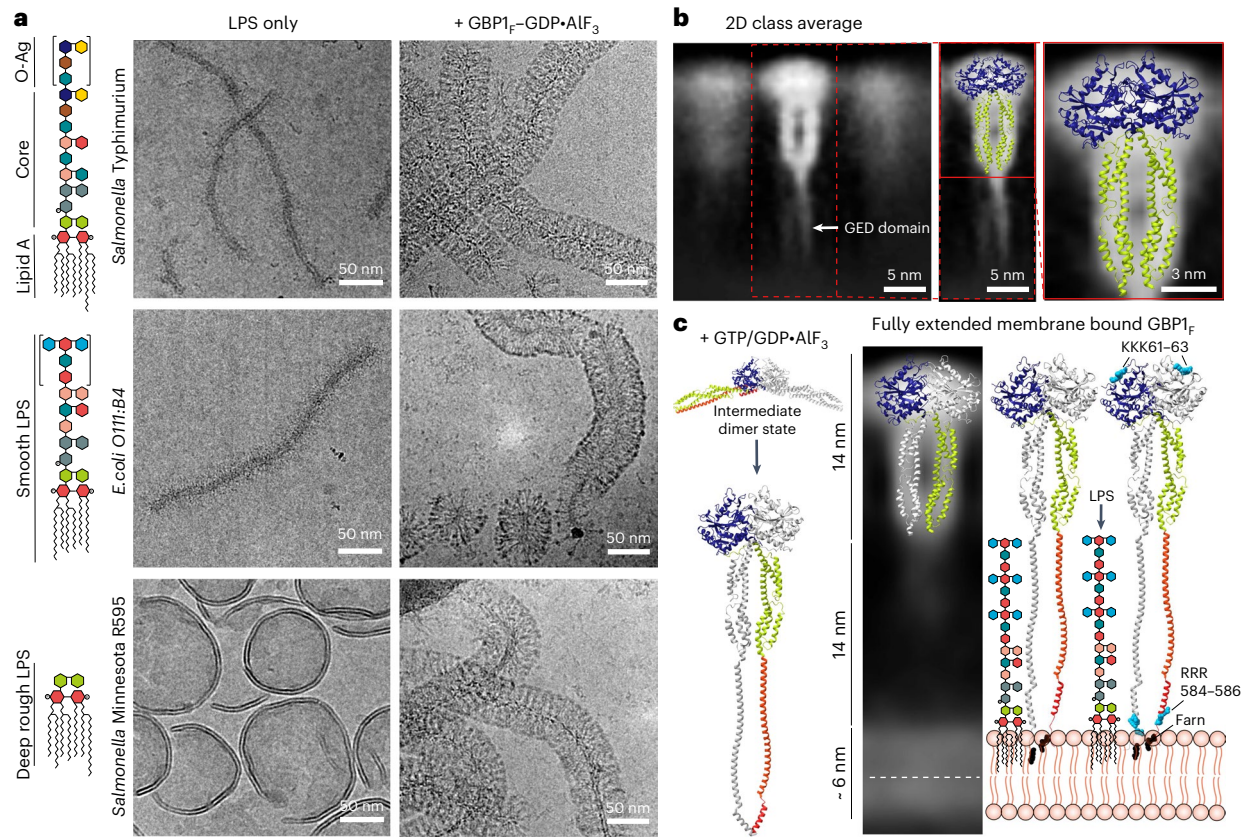 a
LPS only
+ GBP1F–GDP•AlF3
O-Ag
Core
Lipid A
Salmonella Typhimurium
50 nm
50 nm
Smooth LPS
E.coli O111:B4
50 nm
50 nm
Deep rough LPS
Salmonella Minnesota R595
50 nm
50 nm
b
2D class average
GED domain
5 nm
5 nm
3 nm
c
+ GTP/GDP•AlF3
Intermediate
dimer state
Fully extended membrane bound GBP1F
KKK61–63
14 nm
14 nm
~ 6 nm
LPS
RRR
584–586
Farn